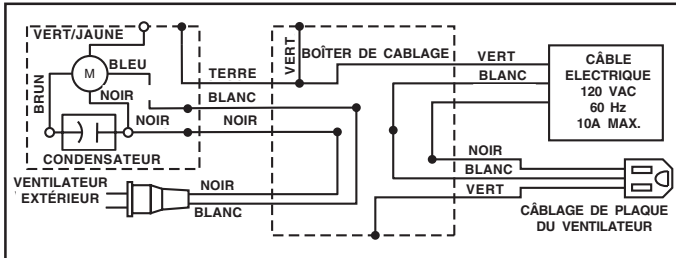 VERT/JAUNE
BLEU
M
BRUN
NOIR
NOIR
CONDENSATEUR
TERRE
BLANC
NOIR
VERT
BOÎTER DE CABLAGE
VERT
BLANC
CÂBLE
ELECTRIQUE
120 VAC
60 Hz
10A MAX.
VENTILATEUR
EXTÉRIEUR
NOIR
BLANC
NOIR
BLANC
VERT
CÂBLAGE DE PLAQUE
DU VENTILATEUR